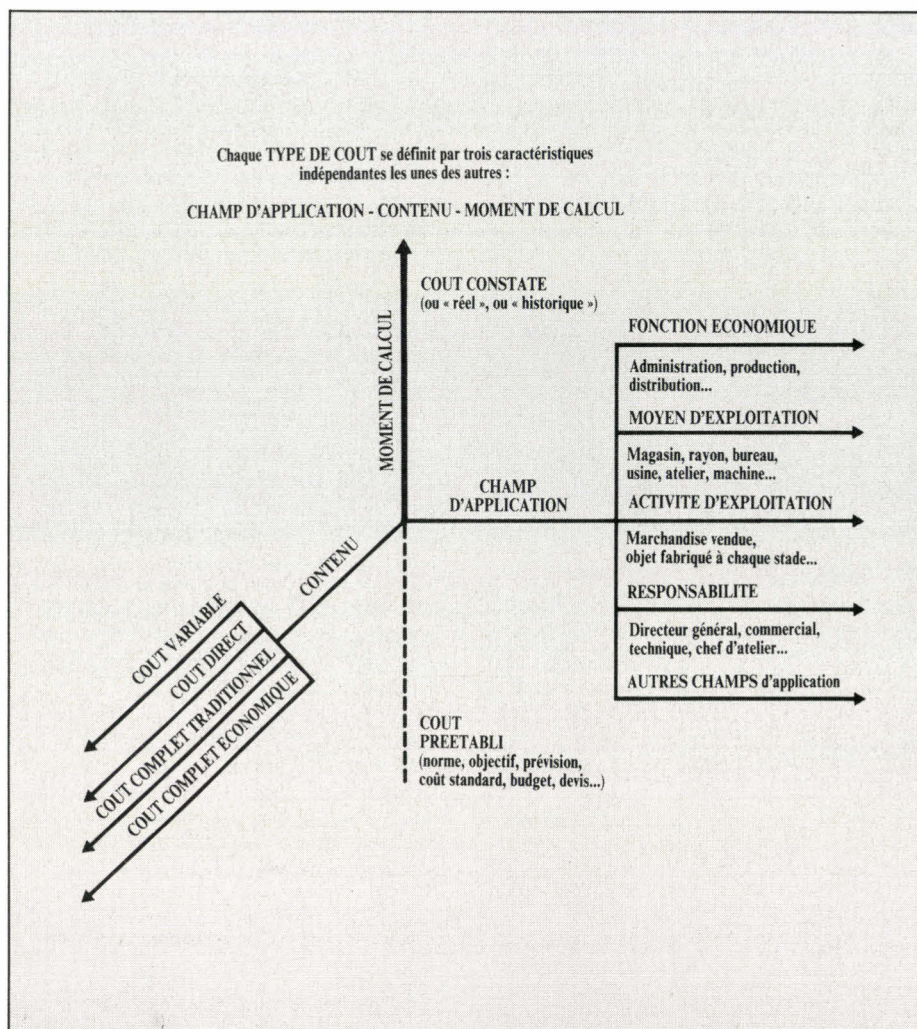 Chaque TYPE DE COUT se définit par trois caractéristiques
indépendantes les unes des autres :
CHAMP D'APPLICATION - CONTENU - MOMENT DE CALCUL
MOMENT DE CALCUL
COUT CONSTATE
(ou « réel », ou « historique »)
CHAMP
D'APPLICATION
FONCTION ECONOMIQUE
Administration, production,
distribution...
MOYEN D'EXPLOITATION
Magasin, rayon, bureau,
usine, atelier, machine...
ACTIVITE D'EXPLOITATION
Marchandise vendue,
objet fabriqué à chaque stade...
RESPONSABILITE
Directeur général, commercial,
technique, chef d'atelier...
AUTRES CHAMPS d'application
CONTENU
COUT VARIABLE
COUT DIRECT
COUT COMPLET TRADITIONNEL
COUT COMPLET ECONOMIQUE
COUT
PREETABLI
(norme, objectif, prévision,
coût standard, budget, devis...)